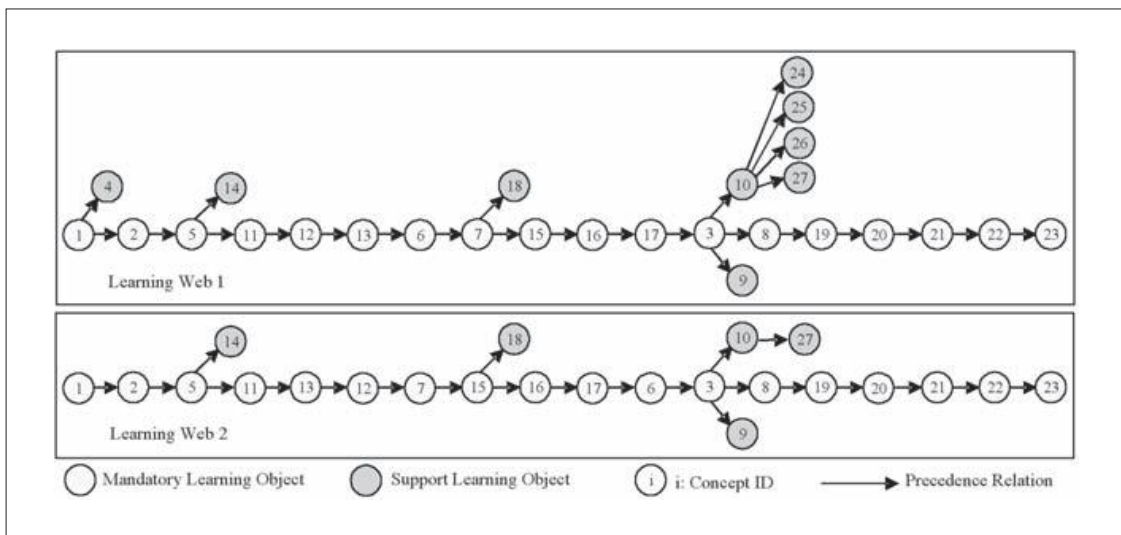 24
25
26
10
27
4
14
18
1 2 5 11 12 13 6 7 15 16 17 3 8 19 20 21 22 23
9
Learning Web 1
14
18
10 27
1 2 5 11 13 12 7 15 16 17 6 3 8 19 20 21 22 23
9
Learning Web 2
Mandatory Learning Object Support Learning Object i i: Concept ID Precedence Relation